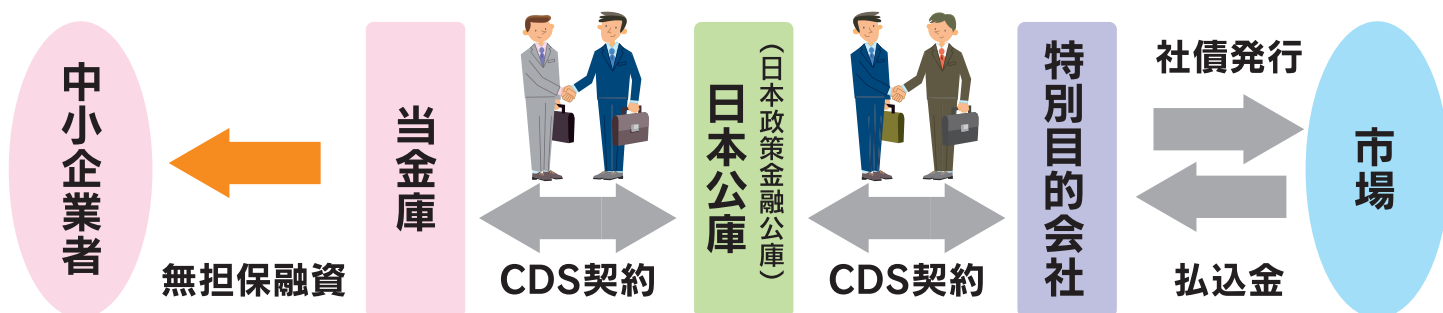 中小企業者
無担保融資
当金庫
CDS契約
日本公庫
(日本政策金融公庫)
CDS契約
特別目的会社
社債発行
払込金
市場